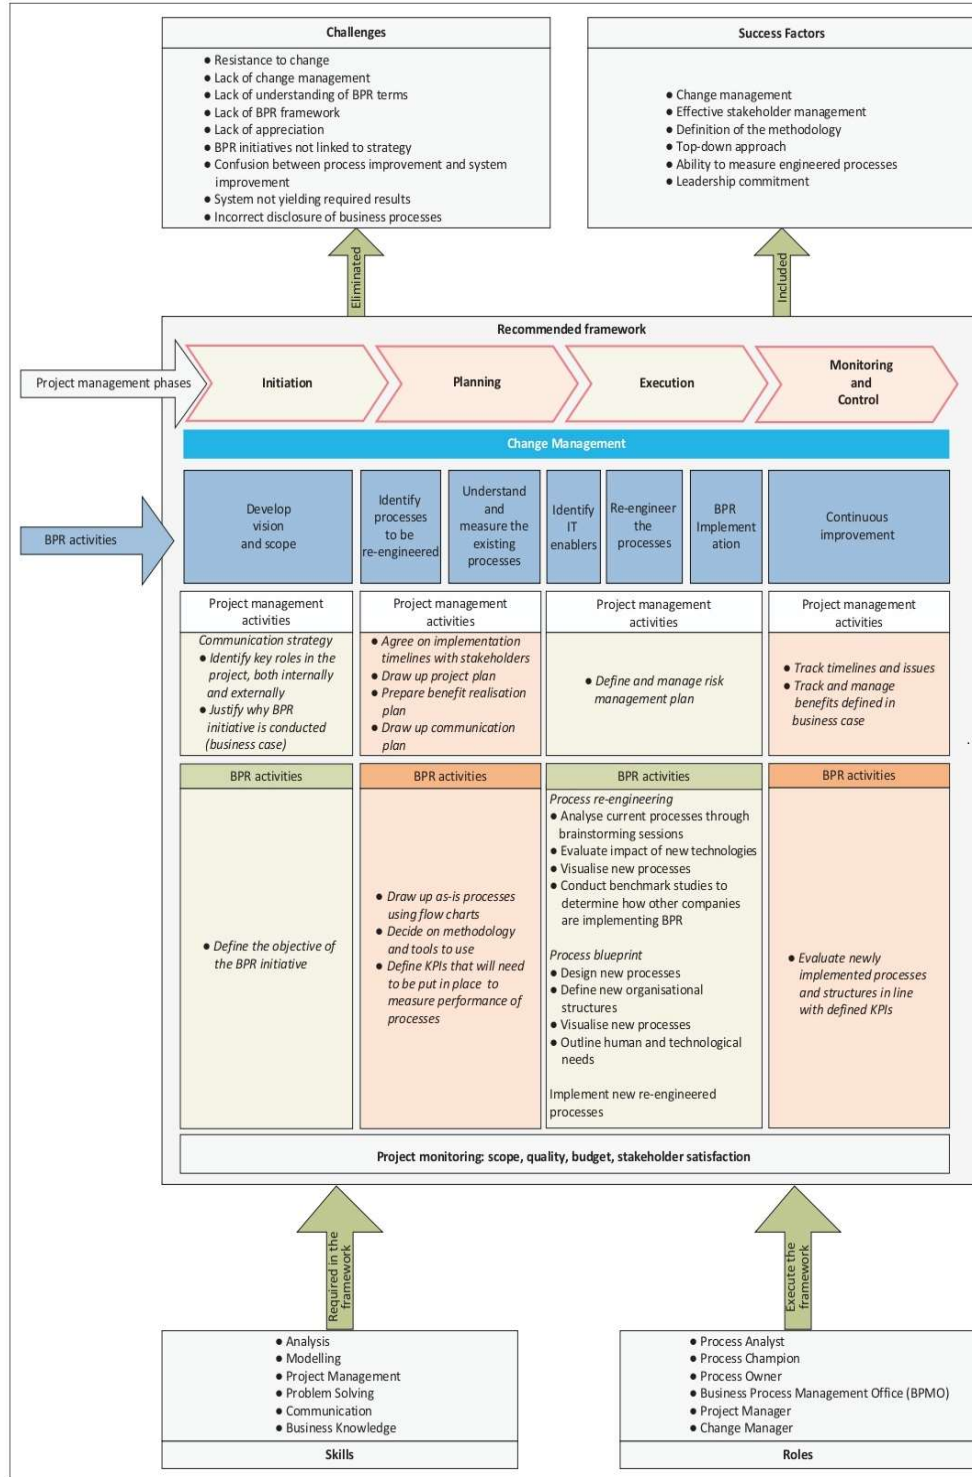 Challenges
● Resistance to change
● Lack of change management
● Lack of understanding of BPR terms
● Lack of BPR framework
● Lack of appreciation
● BPR initiatives not linked to strategy
● Confusion between process improvement and system
improvement
● System not yielding required results
● Incorrect disclosure of business processes
Success Factors
● Change management
● Effective stakeholder management
● Definition of the methodology
● Top-down approach
● Ability to measure engineered processes
● Leadership commitment
Eliminated
Included
Recommended framework
Project management phases
Initiation
Planning
Execution
Monitoring
and
Control
Change Management
BPR activities
Develop
vision
and scope
Identify
processes
to be
re-engineered
Understand
and
measure the
existing
processes
Identify
IT
enablers
Re-engineer
the
processes
BPR
Implement
ation
Continuous
improvement
Project management
activities
Communication strategy
● Identify key roles in the
project, both internally
and externally
● Justify why BPR
initiative is conducted
(business case)
Project management
activities
● Agree on implementation
timelines with stakeholders
● Draw up project plan
● Prepare benefit realisation
plan
● Draw up communication
plan
Project management
activities
● Define and manage risk
management plan
Project management
activities
● Track timelines and issues
● Track and manage
benefits defined in
business case
.
BPR activities
● Define the objective of
the BPR initiative
BPR activities
● Draw up as-is processes
using flow charts
● Decide on methodology
and tools to use
● Define KPIs that will need
to be put in place to
measure performance of
processes
BPR activities
Process re-engineering
● Analyse current processes through
brainstorming sessions
● Evaluate impact of new technologies
● Visualise new processes
● Conduct benchmark studies to
determine how other companies
are implementing BPR
Process blueprint
● Design new processes
● Define new organisational
structures
● Visualise new processes
● Outline human and technological
needs
Implement new re-engineered
processes
BPR activities
● Evaluate newly
implemented processes
and structures in line
with defined KPIs
Project monitoring: scope, quality, budget, stakeholder satisfaction
Required in the
framework
Execute the
framework
● Analysis
● Modelling
● Project Management
● Problem Solving
● Communication
● Business Knowledge
Skills
● Process Analyst
● Process Champion
● Process Owner
● Business Process Management Office (BPMO)
● Project Manager
● Change Manager
Roles